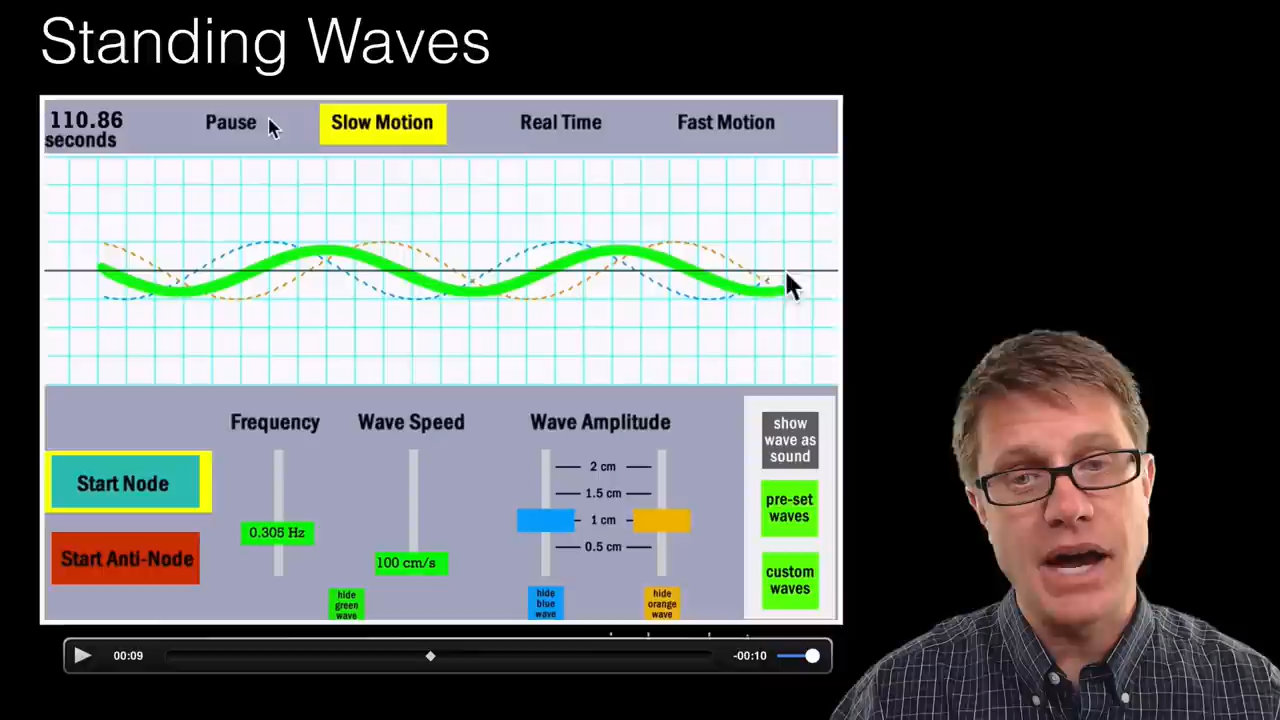 Standing Waves
110.86
seconds
Pause
Slow Motion
Real Time
Fast Motion
Frequency
Wave Speed
Wave Amplitude
2 cm
1.5 cm
1 cm
0.5 cm
Start Node
Start Anti-Node
0.305 Hz
100 cm/s
show
wave as
sound
pre-set
waves
custom
waves
hide
green
wave
hide
blue
wave
hide
orange
wave
00:09
-00:10